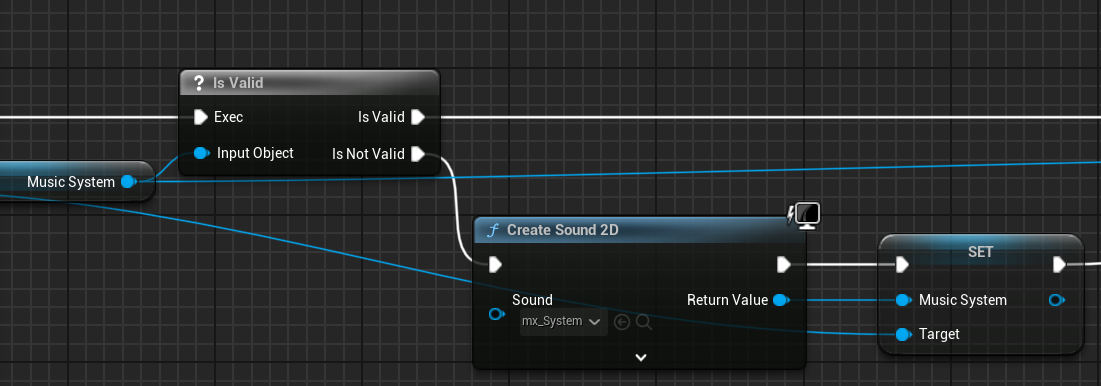 ? Is Valid
Exec
Is Valid
Input Object
Is Not Valid
Music System
f Create Sound 2D
SET
Sound
Return Value
Music System
mx_System
Target